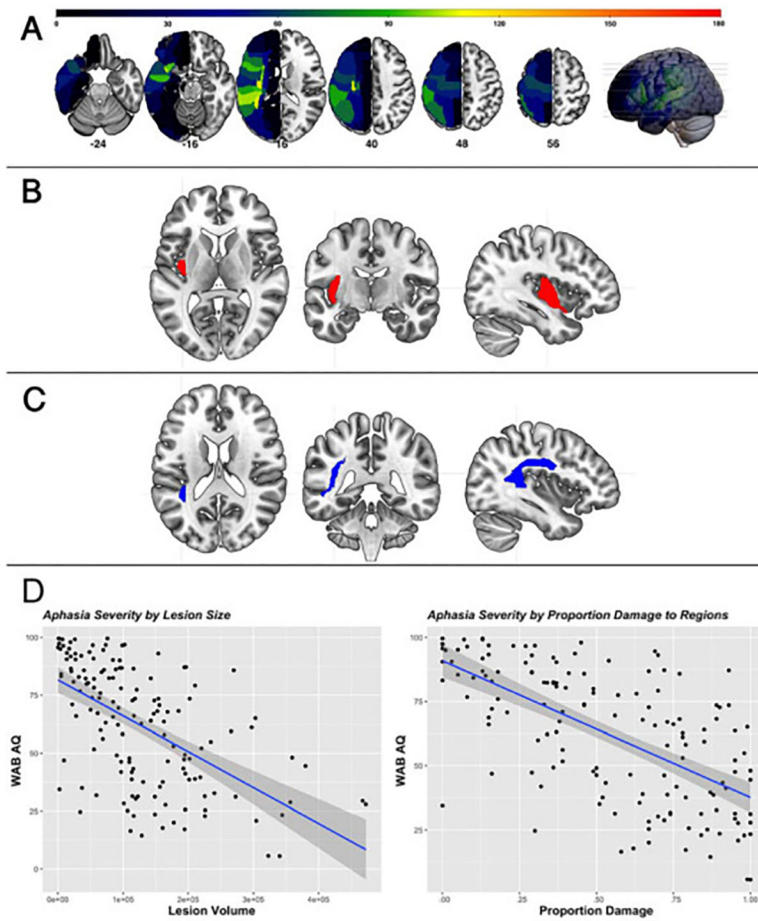 0 30 60 90 120 150 180
A
-24 -16 16 40 48 56
B
C
D
Aphasia Severity by Lesion Size
Aphasia Severity by Proportion Damage to Regions
WAB AQ
100
75
50
25
0
0e+00 1e+05 2e+05 3e+05 4e+05
Lesion Volume
WAB AQ
100
75
50
25
.00 .25 .50 .75 1.00
Proportion Damage